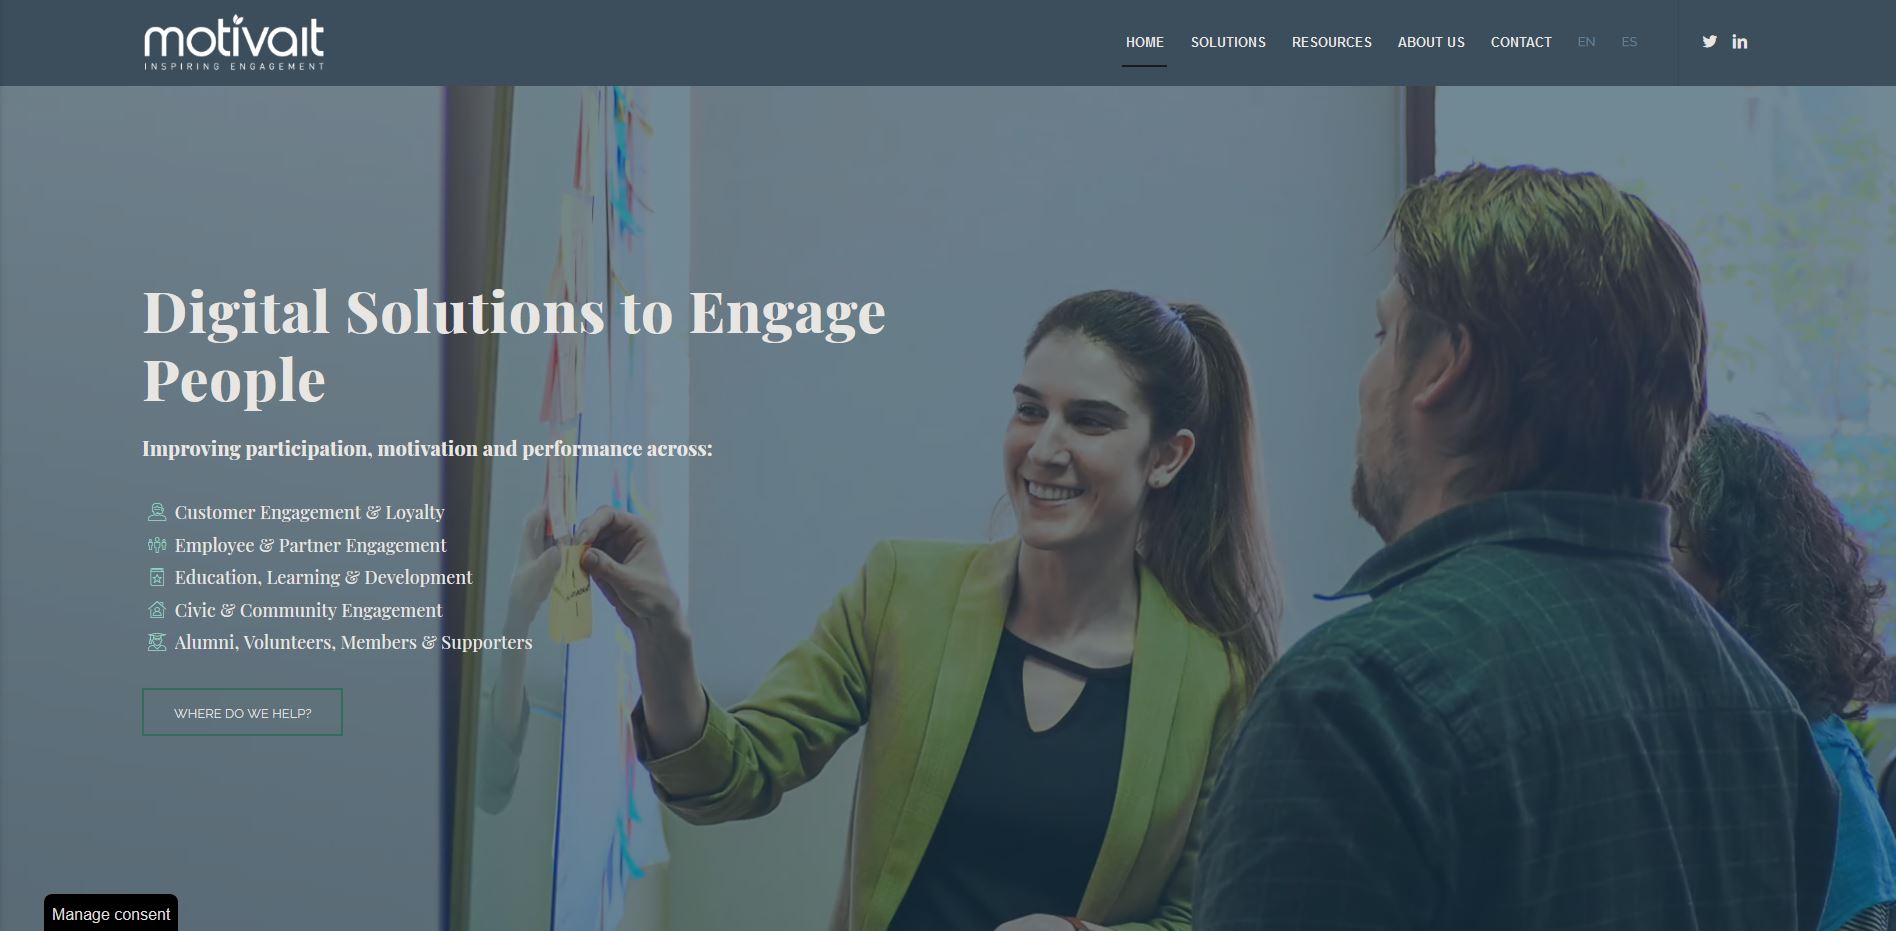 motivait
INSPIRING ENGAGEMENT
HOME
SOLUTIONS
RESOURCES
ABOUT US
CONTACT
EN
ES
Digital Solutions to Engage
People
Improving participation, motivation and performance across:
Customer Engagement & Loyalty
Employee & Partner Engagement
Education, Learning & Development
Civic & Community Engagement
Alumni, Volunteers, Members & Supporters
WHERE DO WE HELP?
Manage consent